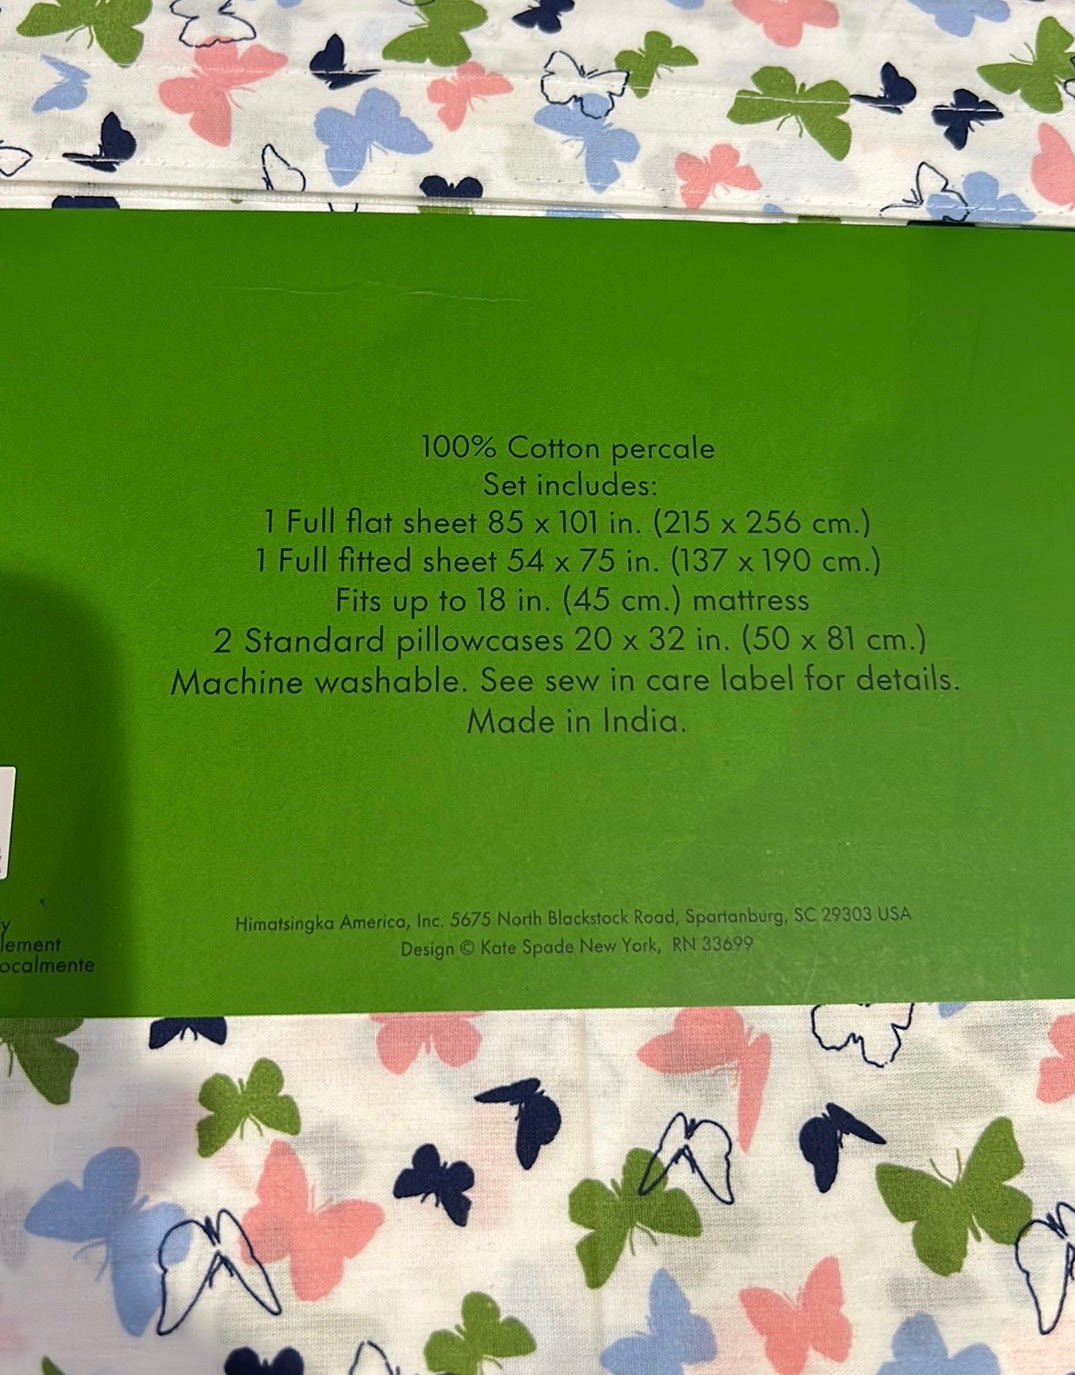 100% Cotton percale
Set includes:
1 Full flat sheet 85 x 101 in. (215 x 256 cm.)
1 Full fitted sheet 54 x 75 in. (137 x 190 cm.)
Fits up to 18 in. (45 cm.) mattress
2 Standard pillowcases 20 x 32 in. (50 x 81 cm.)
Machine washable. See sew in care label for details.
Made in India.
Himatsingka America, Inc. 5675 North Blackstock Road, Spartanburg, SC 29303 USA
Design © Kate Spade New York, RN 33699
y
lement
ocalmente